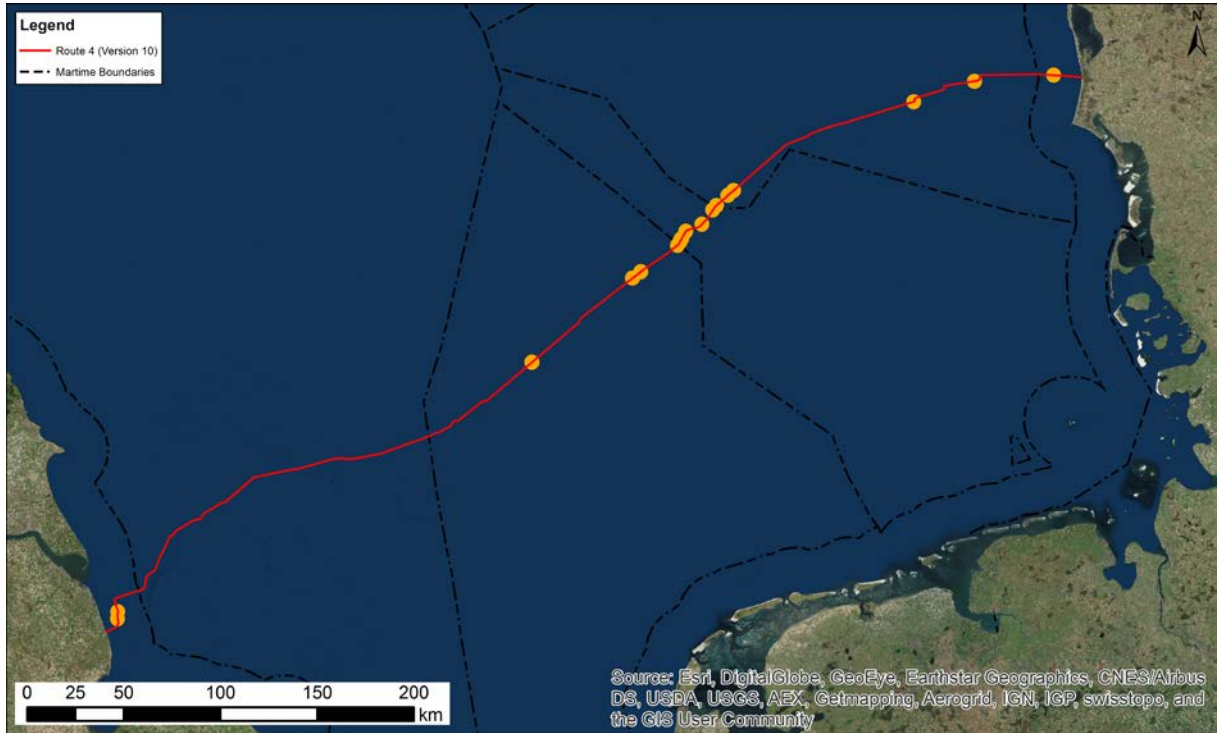 Legend
Route 4 (Version 10)
Martime Boundaries
N
0 25 50 100 150 200
km
Source: Esri, DigitalGlobe, GeoEye, Earthstar Geographics, CNES/Airbus
DS, USDA, USGS, AEX, Getmapping, Aerogrid, IGN, IGP, swisstopo, and
the GIS User Community